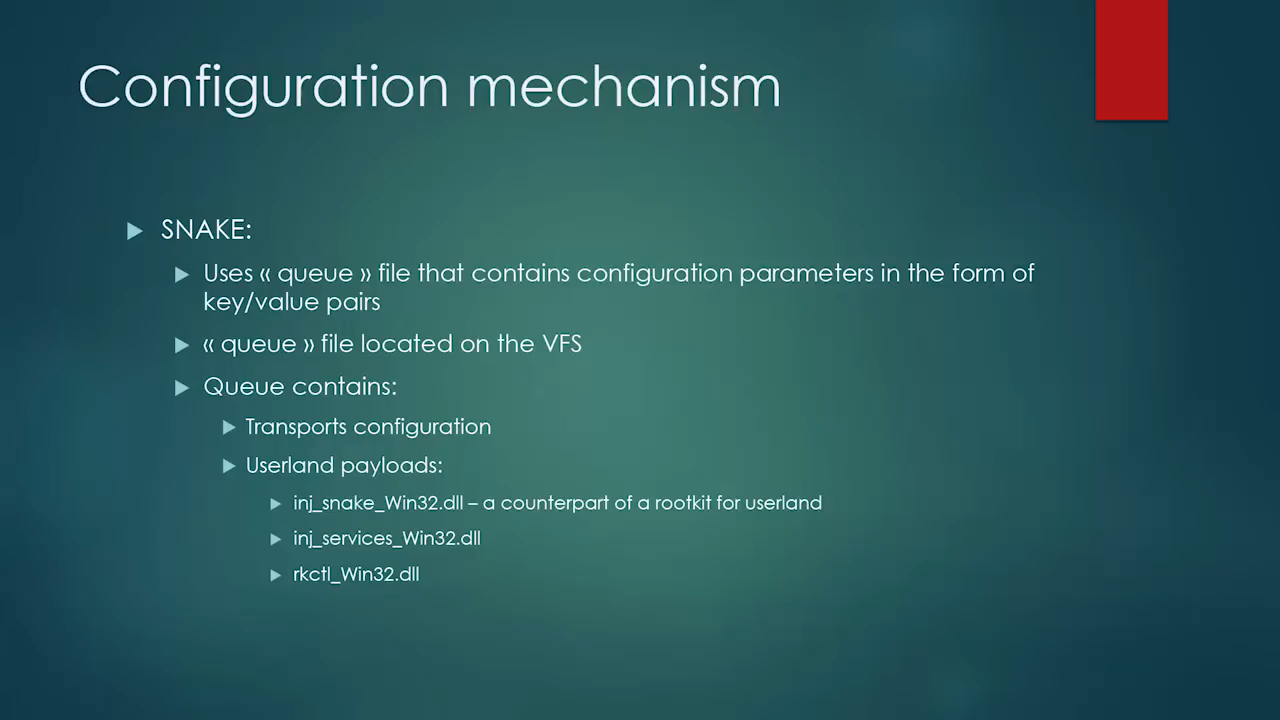 Configuration mechanism
SNAKE:
Uses « queue » file that contains configuration parameters in the form of
key/value pairs
« queue » file located on the VFS
Queue contains:
Transports configuration
Userland payloads:
inj_snake_Win32.dll – a counterpart of a rootkit for userland
inj_services_Win32.dll
rkctl_Win32.dll